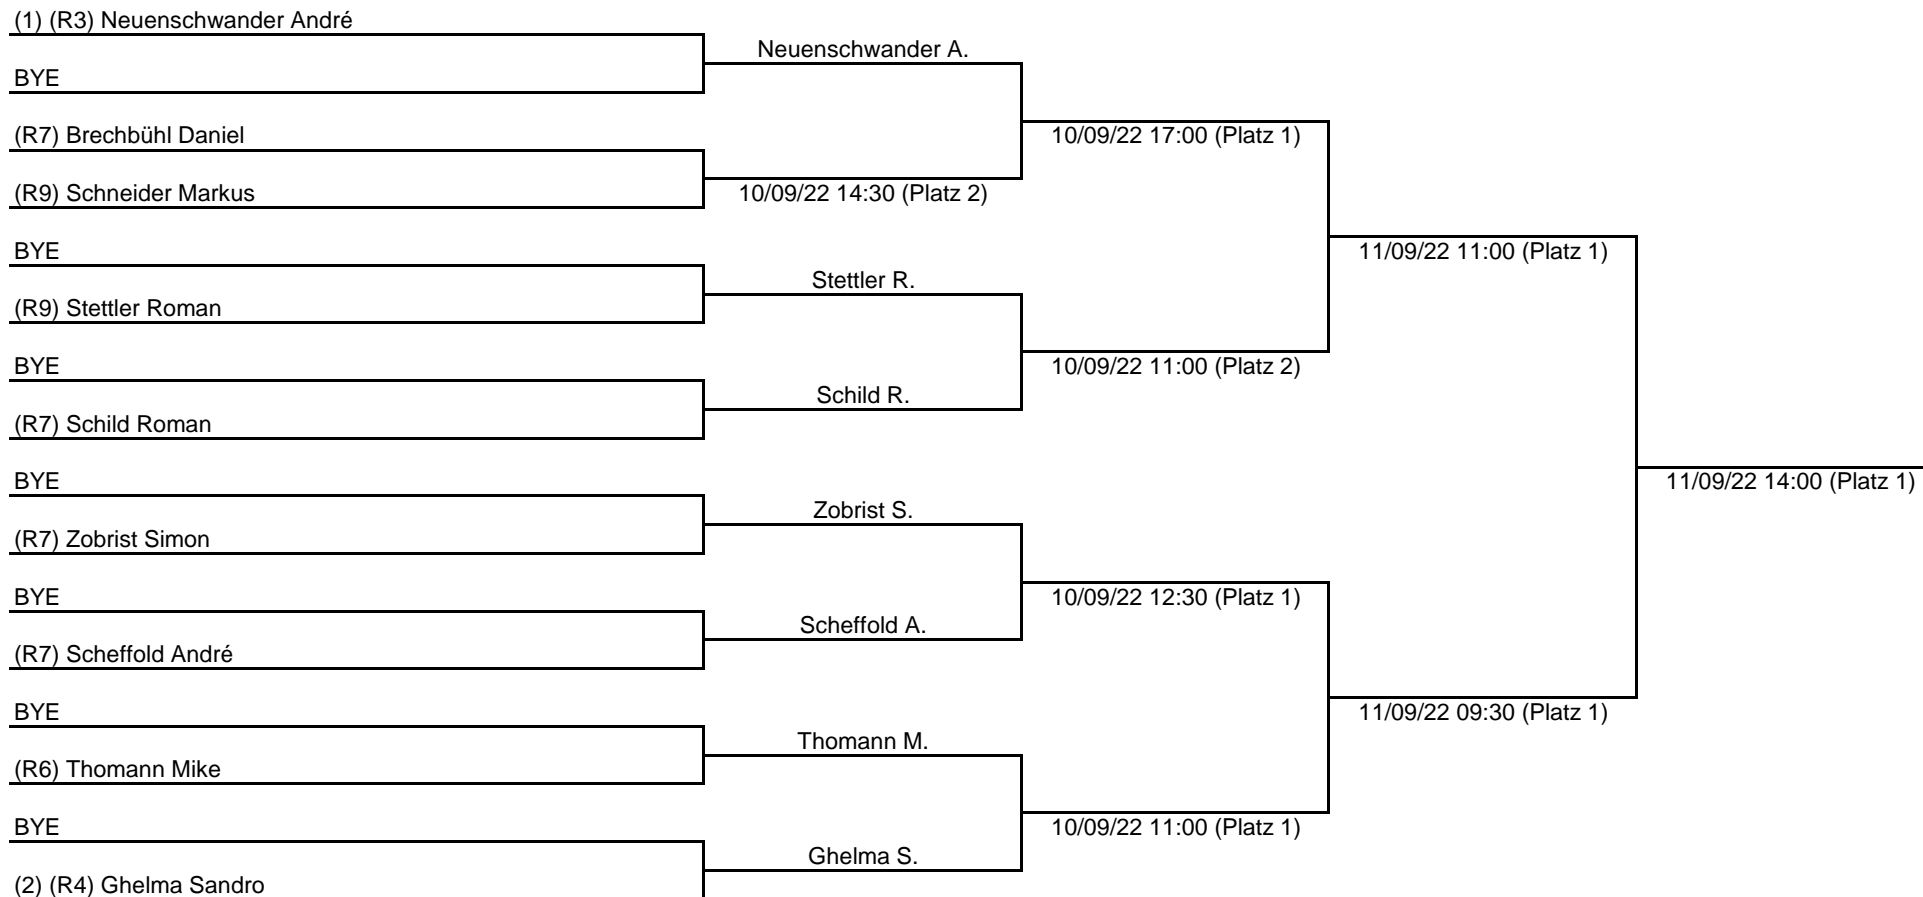 (1) (R3) Neuenschwander André
Neuenschwander A.
BYE
(R7) Brechbühl Daniel
10/09/22 17:00 (Platz 1)
(R9) Schneider Markus
10/09/22 14:30 (Platz 2)
BYE
11/09/22 11:00 (Platz 1)
Stettler R.
(R9) Stettler Roman
BYE
10/09/22 11:00 (Platz 2)
Schild R.
(R7) Schild Roman
BYE
11/09/22 14:00 (Platz 1)
Zobrist S.
(R7) Zobrist Simon
BYE
10/09/22 12:30 (Platz 1)
Scheffold A.
(R7) Scheffold André
BYE
11/09/22 09:30 (Platz 1)
Thomann M.
(R6) Thomann Mike
BYE
10/09/22 11:00 (Platz 1)
Ghelma S.
(2) (R4) Ghelma Sandro